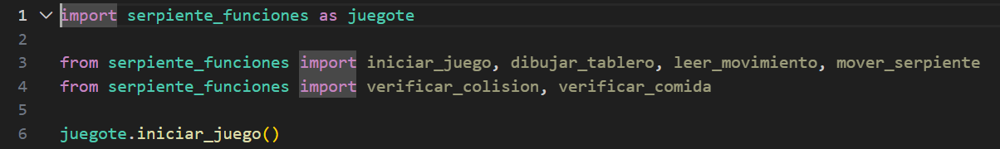 1 import serpiente_funciones as juegote
2
3 from serpiente_funciones import iniciar_juego, dibujar_tablero, leer_movimiento, mover_serpiente
4 from serpiente_funciones import verificar_colision, verificar_comida
5
6 juegote.iniciar_juego()